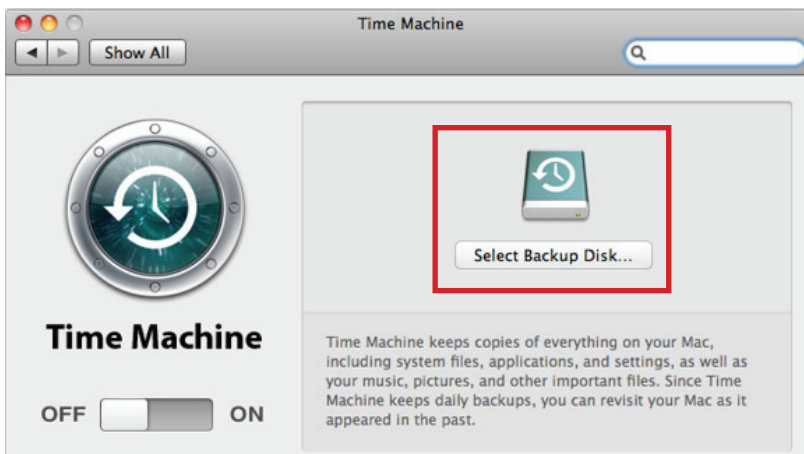 Time Machine
Show All
Select Backup Disk...
Time Machine
Time Machine keeps copies of everything on your Mac,
including system files, applications, and settings, as well as
your music, pictures, and other important files. Since Time
Machine keeps daily backups, you can revisit your Mac as it
appeared in the past.
OFF ON